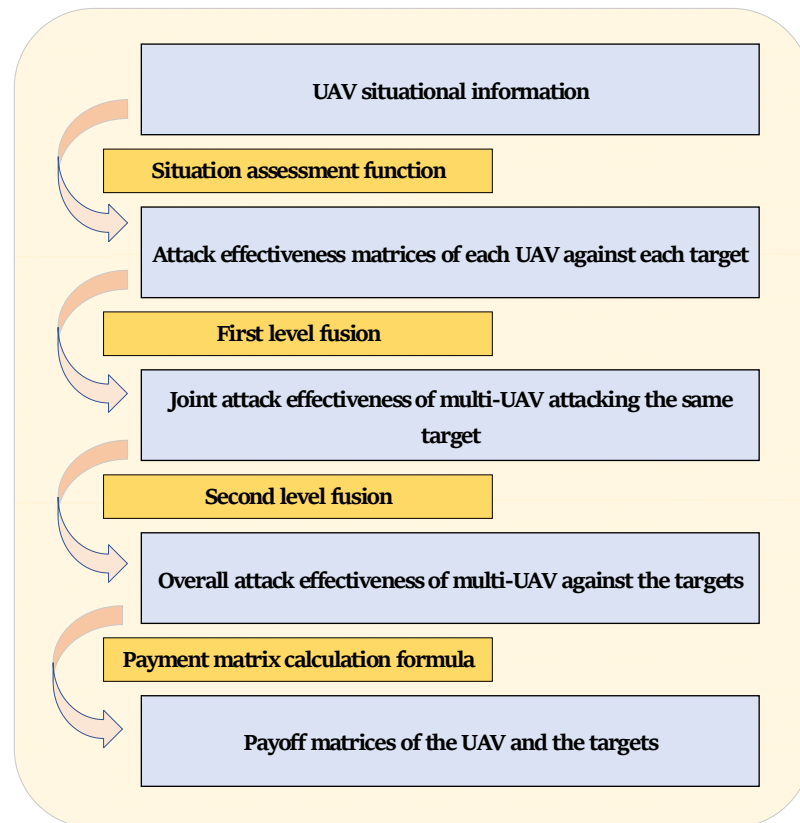 UAV situational information
Situation assessment function
Attack effectiveness matrices of each UAV against each target
First level fusion
Joint attack effectiveness of multi-UAV attacking the same
target
Second level fusion
Overall attack effectiveness of multi-UAV against the targets
Payment matrix calculation formula
Payoff matrices of the UAV and the targets